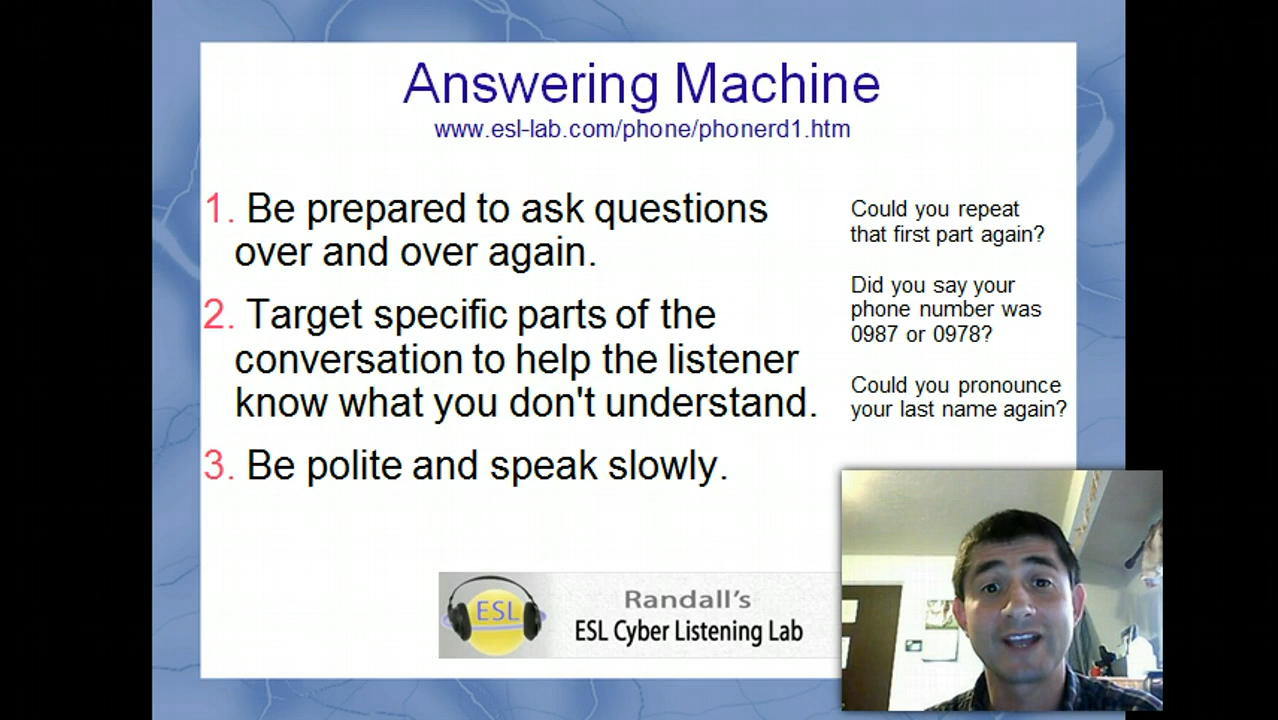 Answering Machine
www.esl-lab.com/phone/phonerd1.htm
1. Be prepared to ask questions
over and over again.
2. Target specific parts of the
conversation to help the listener
know what you don't understand.
3. Be polite and speak slowly.
Could you repeat
that first part again?
Did you say your
phone number was
0987 or 0978?
Could you pronounce
your last name again?
ESL
Randall's
ESL Cyber Listening Lab